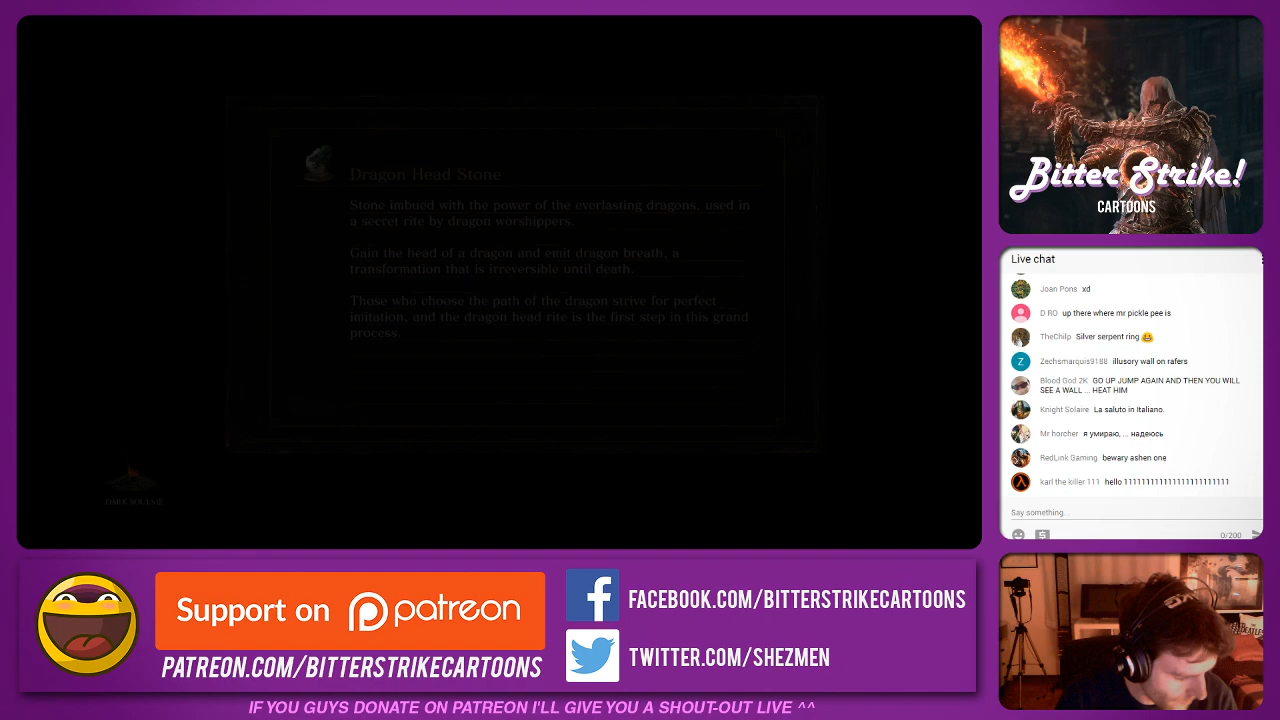 Dragon Head Stone
Stone imbued with the power of the everlasting dragons, used in
a secret rite by dragon worshippers.
Gain the head of a dragon and emit dragon breath, a
transformation that is irreversible until death.
Those who choose the path of the dragon strive for perfect
imitation, and the dragon head rite is the first step in this grand
process.
DARK SOULS III
Bitter Strike!
CARTOONS
Live chat
Joan Pons xd
D RO up there where mr pickle pee is
TheChilp Silver serpent ring
Z
Zechsmarquis9188 illusory wall on rafers
Blood God 2K GO UP JUMP AGAIN AND THEN YOU WILL
SEE A WALL ... HEAT HIM
Knight Solaire La saluto in Italiano.
Mr horcher я умираю, ... надеюсь
RedLink Gaming bewary ashen one
karl the killer 111 hello 1111111111111111111111111
Say something...
0/200
Support on patreon
PATREON.COM/BITTERSTRIKECARTOONS
FACEBOOK.COM/BITTERSTRIKECARTOONS
TWITTER.COM/SHEZMEN
IF YOU GUYS DONATE ON PATREON I'LL GIVE YOU A SHOUT-OUT LIVE ^^